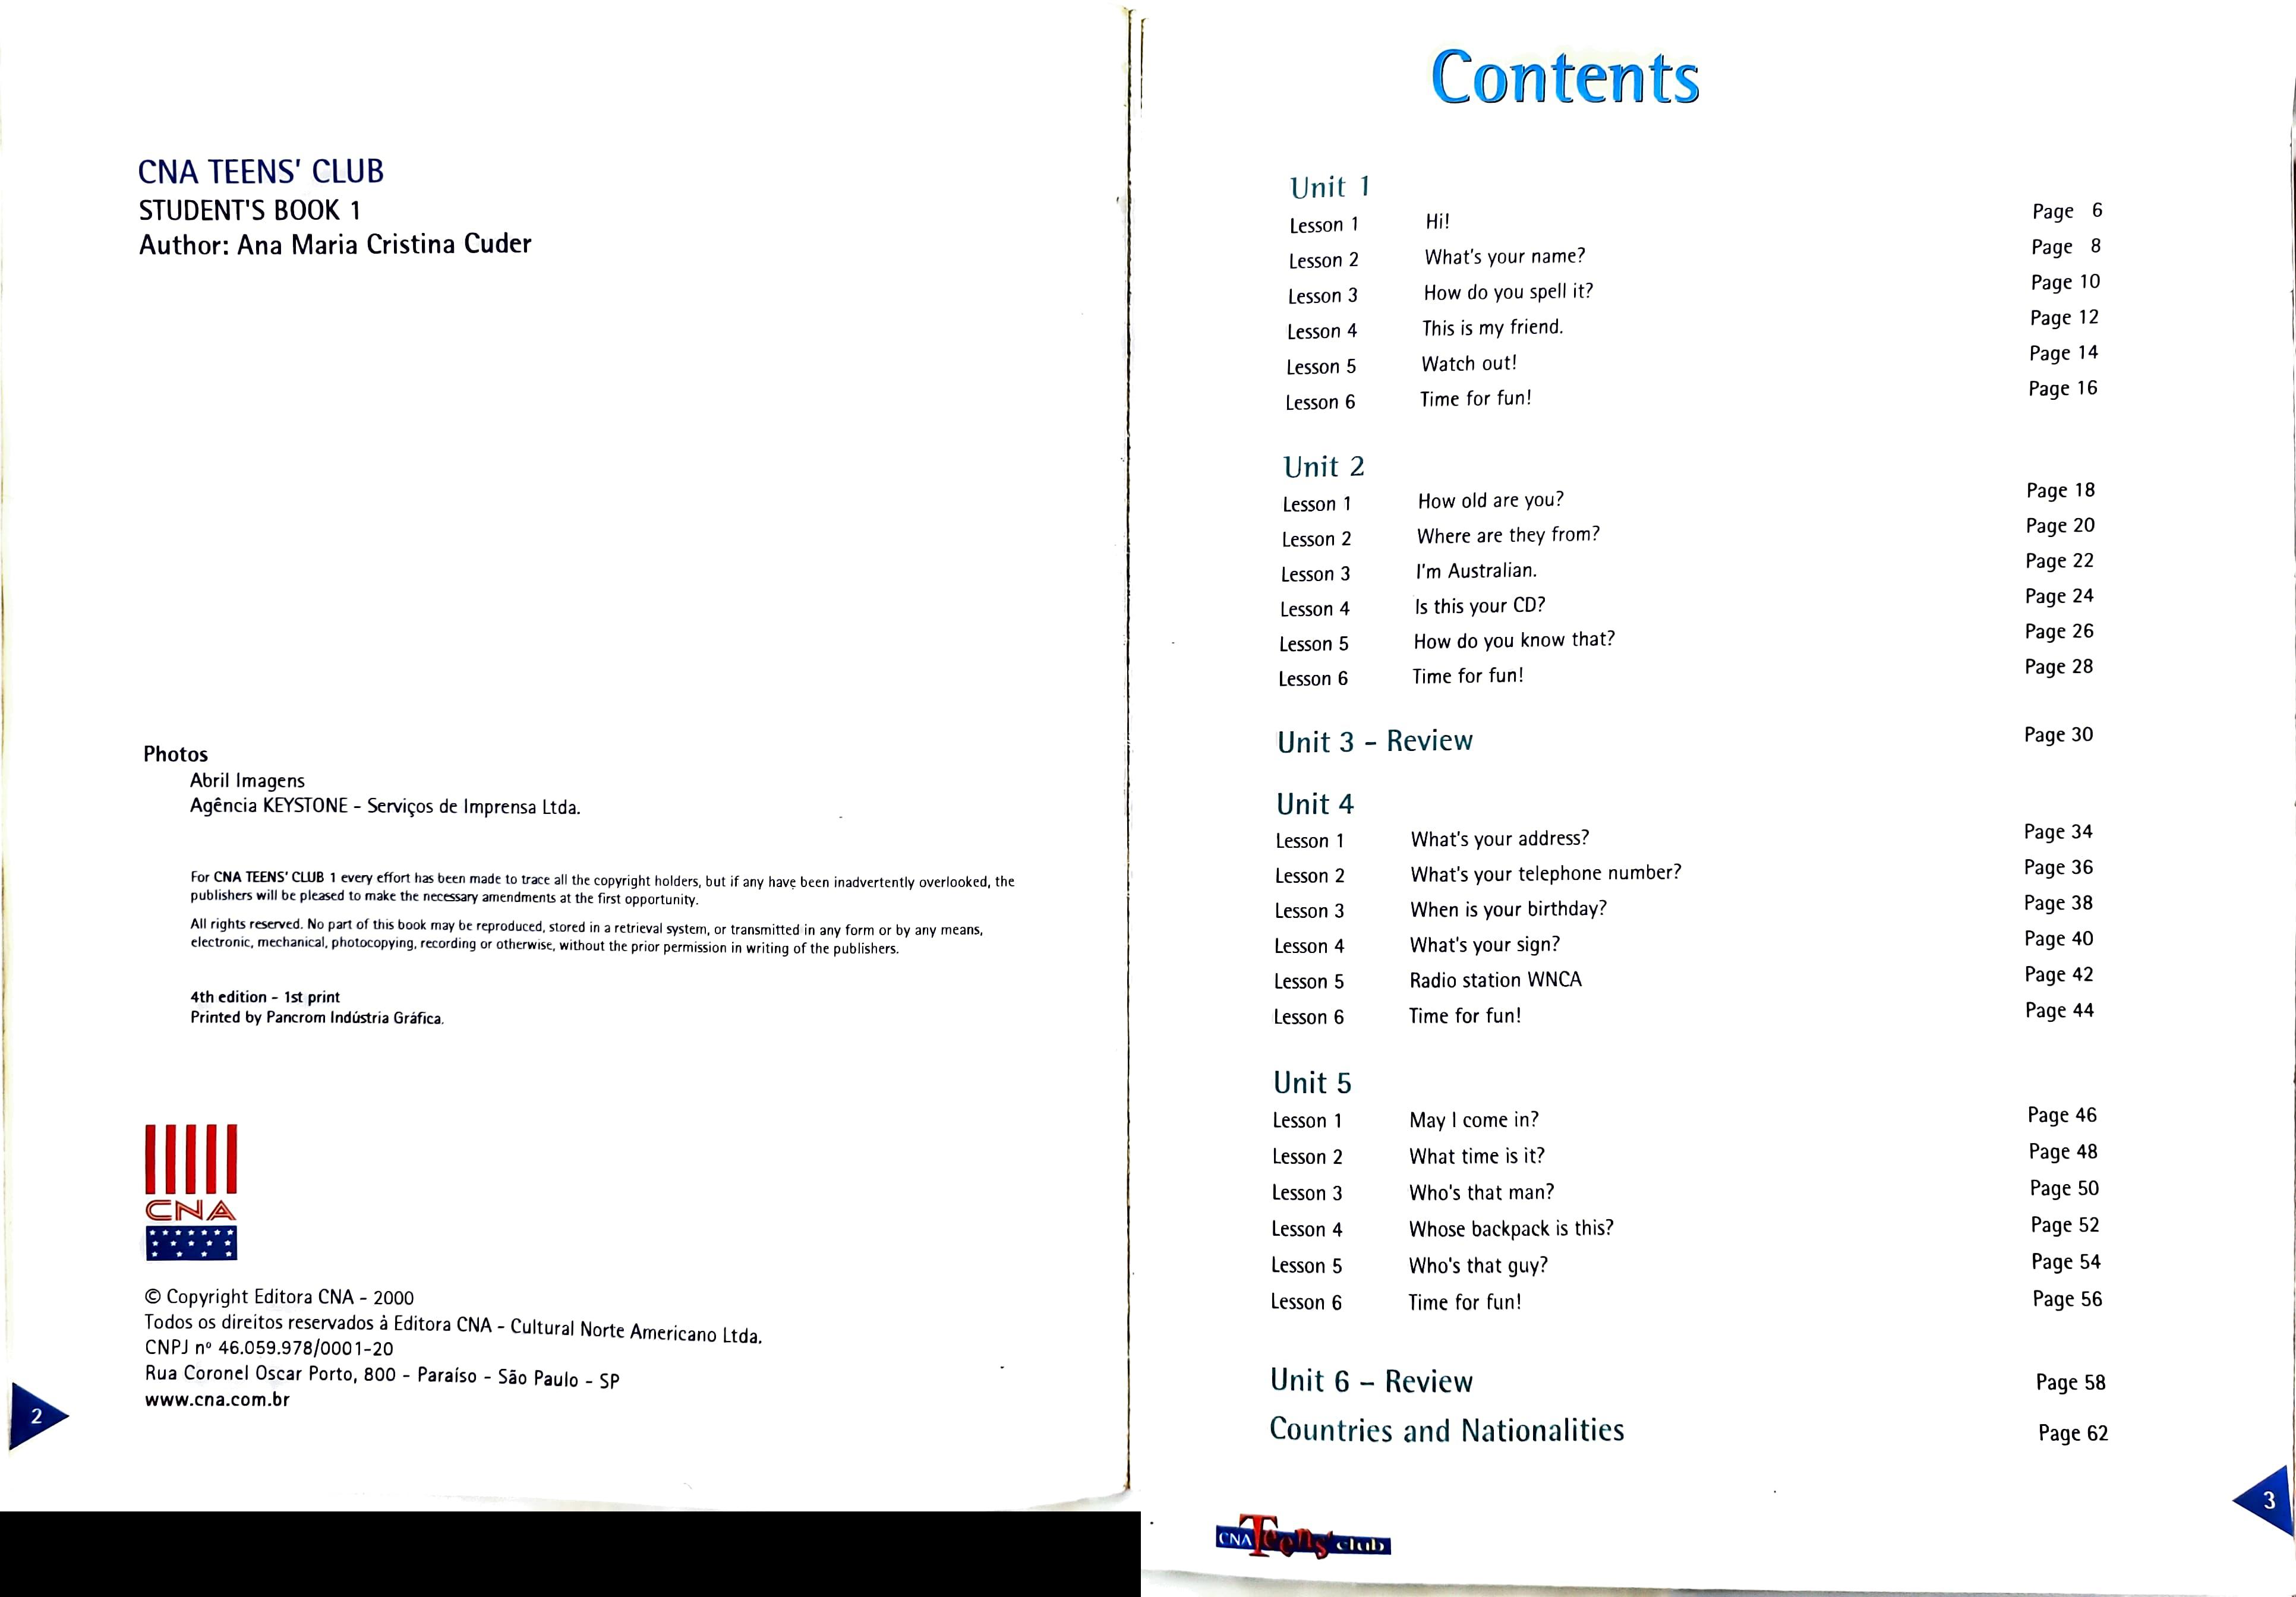 CNA TEENS' CLUB
STUDENT'S BOOK 1
Author: Ana Maria Cristina Cuder
Photos
Abril Imagens
Agência KEYSTONE - Serviços de Imprensa Ltda.
For CNA TEENS' CLUB 1 every effort has been made to trace all the copyright holders, but if any have been inadvertently overlooked, the
publishers will be pleased to make the necessary amendments at the first opportunity.
All rights reserved. No part of this book may be reproduced, stored in a retrieval system, or transmitted in any form or by any means,
electronic, mechanical, photocopying, recording or otherwise, without the prior permission in writing of the publishers.
4th edition - 1st print
Printed by Pancrom Indústria Gráfica.
CNA
© Copyright Editora CNA - 2000
Todos os direitos reservados à Editora CNA - Cultural Norte Americano Ltda.
CNPJ nº 46.059.978/0001-20
Rua Coronel Oscar Porto, 800 - Paraíso - São Paulo - SP
www.cna.com.br
2
Contents
Unit 1
Lesson 1 Hi! Page 6
Lesson 2 What's your name? Page 8
Lesson 3 How do you spell it? Page 10
Lesson 4 This is my friend. Page 12
Lesson 5 Watch out! Page 14
Lesson 6 Time for fun! Page 16
Unit 2
Lesson 1 How old are you? Page 18
Lesson 2 Where are they from? Page 20
Lesson 3 I'm Australian. Page 22
Lesson 4 Is this your CD? Page 24
Lesson 5 How do you know that? Page 26
Lesson 6 Time for fun! Page 28
Unit 3 - Review Page 30
Unit 4
Lesson 1 What's your address? Page 34
Lesson 2 What's your telephone number? Page 36
Lesson 3 When is your birthday? Page 38
Lesson 4 What's your sign? Page 40
Lesson 5 Radio station WNCA Page 42
Lesson 6 Time for fun! Page 44
Unit 5
Lesson 1 May I come in? Page 46
Lesson 2 What time is it? Page 48
Lesson 3 Who's that man? Page 50
Lesson 4 Whose backpack is this? Page 52
Lesson 5 Who's that guy? Page 54
Lesson 6 Time for fun! Page 56
Unit 6 - Review Page 58
Countries and Nationalities Page 62
CNA Teens club
3